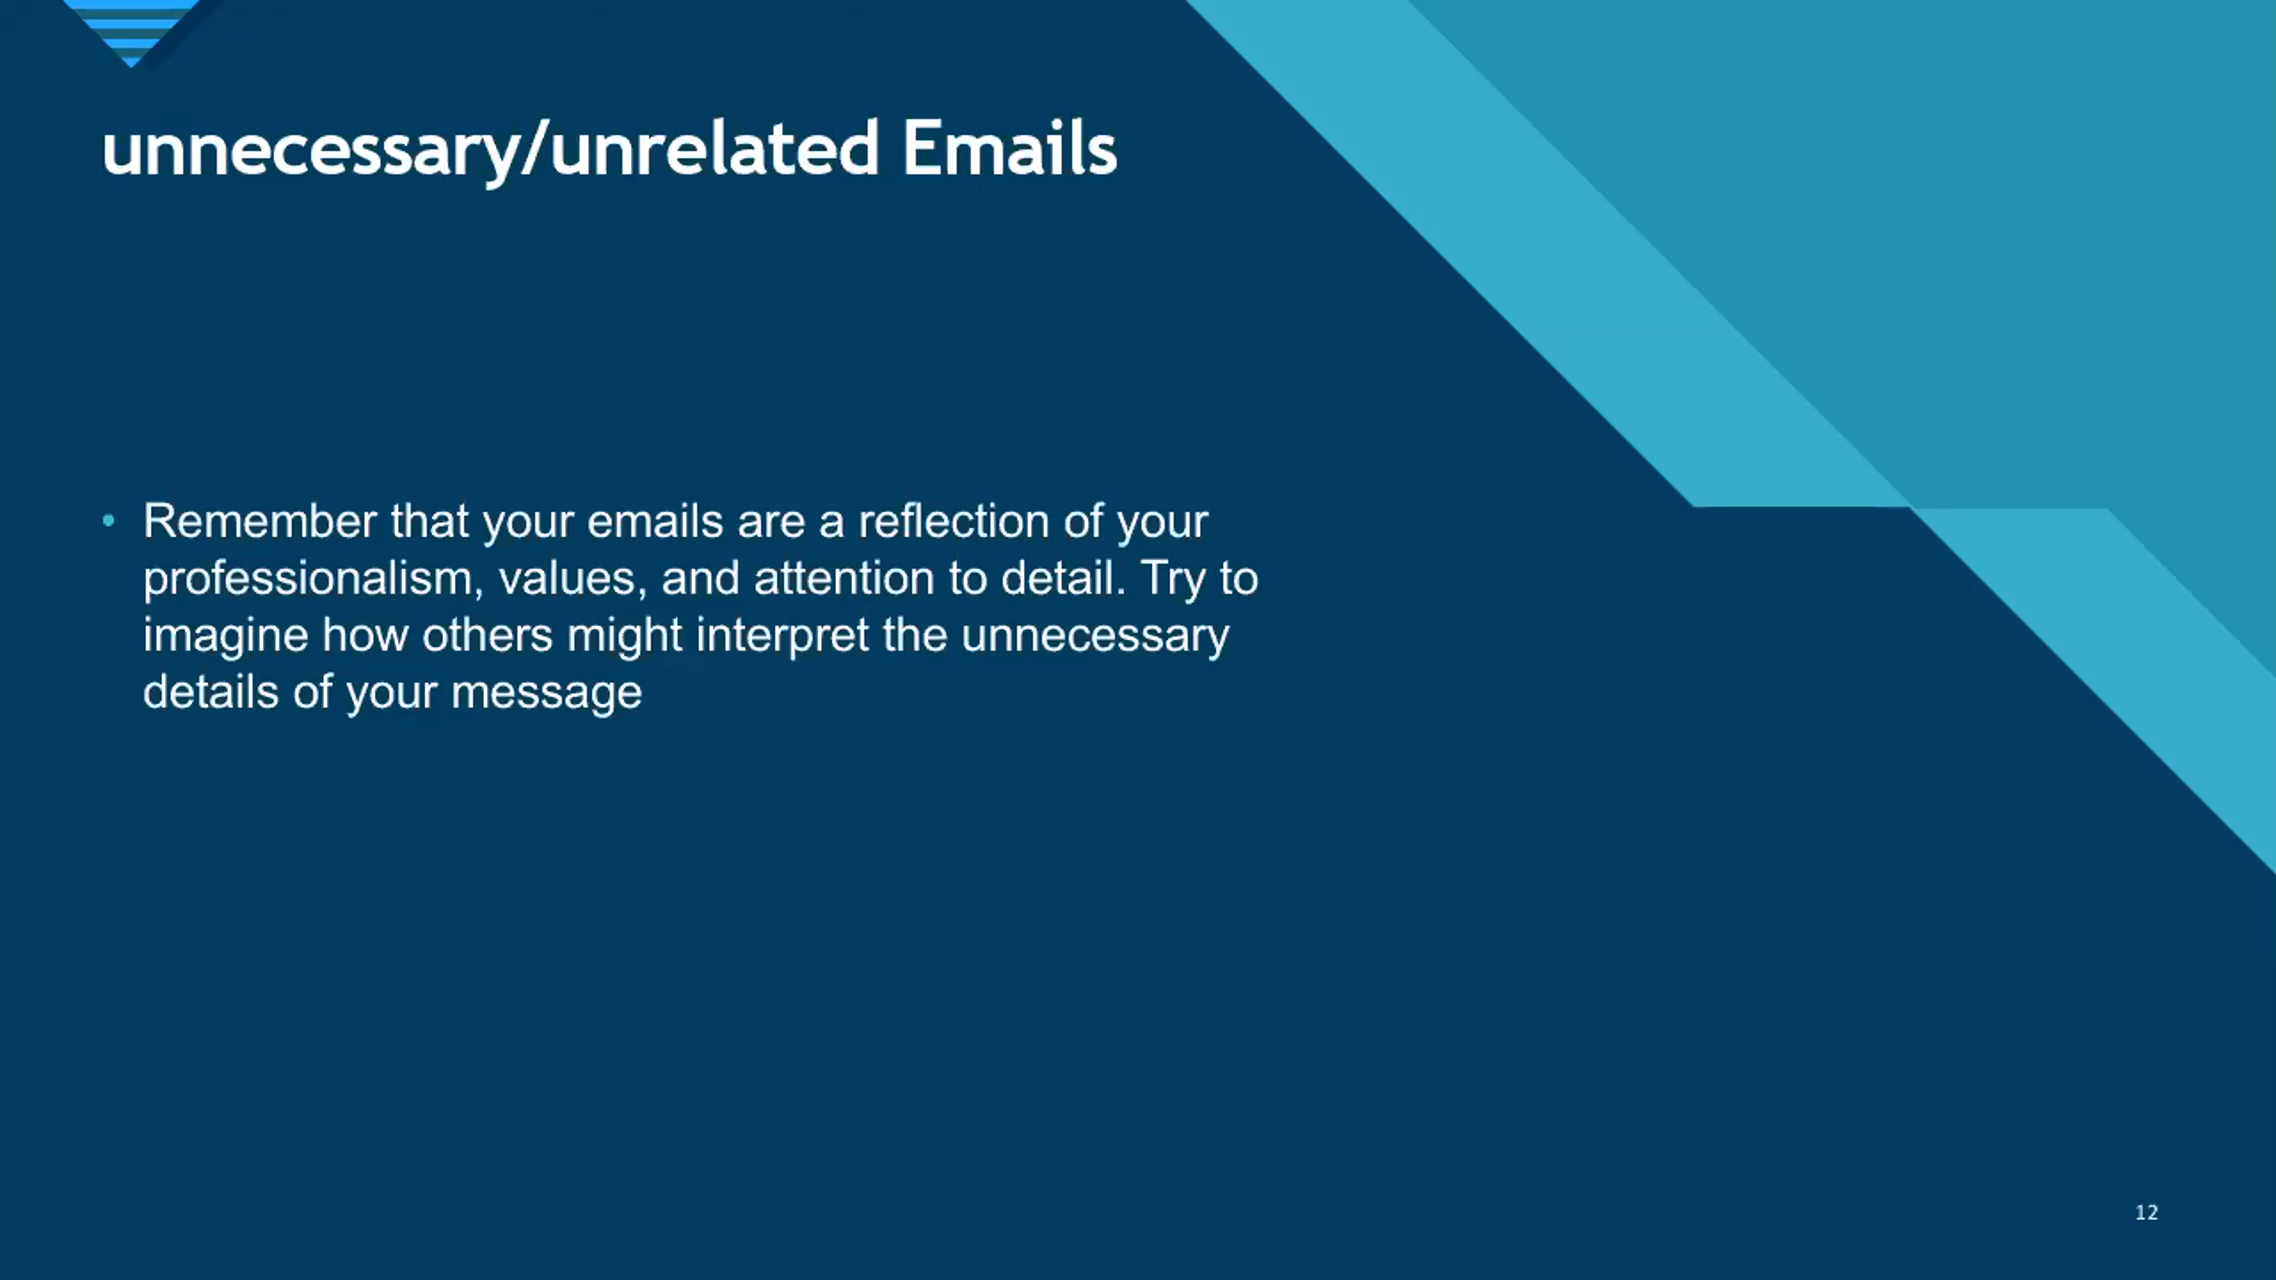 unnecessary/unrelated Emails
• Remember that your emails are a reflection of your
professionalism, values, and attention to detail. Try to
imagine how others might interpret the unnecessary
details of your message
12